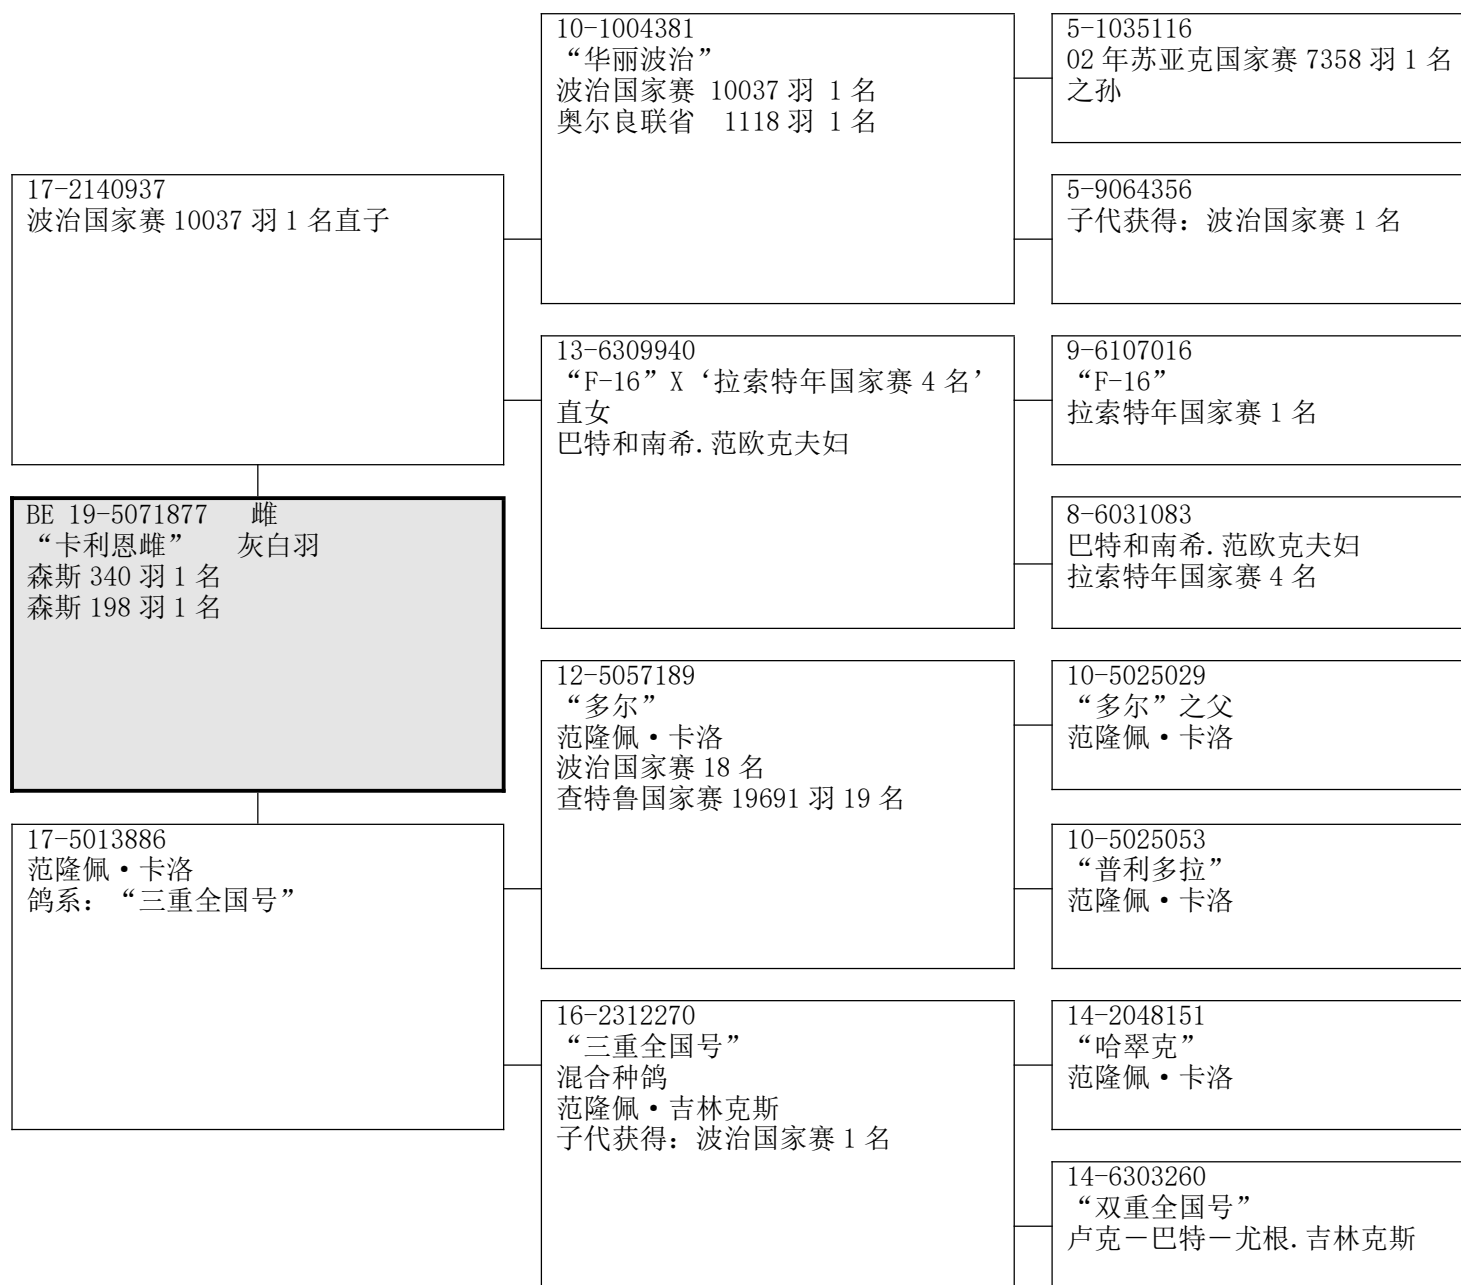 17-2140937
波治国家赛 10037 羽 1 名直子
BE 19-5071877 雌
“卡利恩雌” 灰白羽
森斯 340 羽 1 名
森斯 198 羽 1 名
17-5013886
范隆佩·卡洛
鸽系：“三重全国号”
10-1004381
“华丽波治”
波治国家赛 10037 羽 1 名
奥尔良联省 1118 羽 1 名
13-6309940
“F-16” X ‘拉索特年国家赛 4 名’
直女
巴特和南希.范欧克夫妇
12-5057189
“多尔”
范隆佩·卡洛
波治国家赛 18 名
查特鲁国家赛 19691 羽 19 名
16-2312270
“三重全国号”
混合种鸽
范隆佩·吉林克斯
子代获得：波治国家赛 1 名
5-1035116
02 年苏亚克国家赛 7358 羽 1 名
之孙
5-9064356
子代获得：波治国家赛 1 名
9-6107016
“F-16”
拉索特年国家赛 1 名
8-6031083
巴特和南希.范欧克夫妇
拉索特年国家赛 4 名
10-5025029
“多尔”之父
范隆佩·卡洛
10-5025053
“普利多拉”
范隆佩·卡洛
14-2048151
“哈翠克”
范隆佩·卡洛
14-6303260
“双重全国号”
卢克－巴特－尤根.吉林克斯